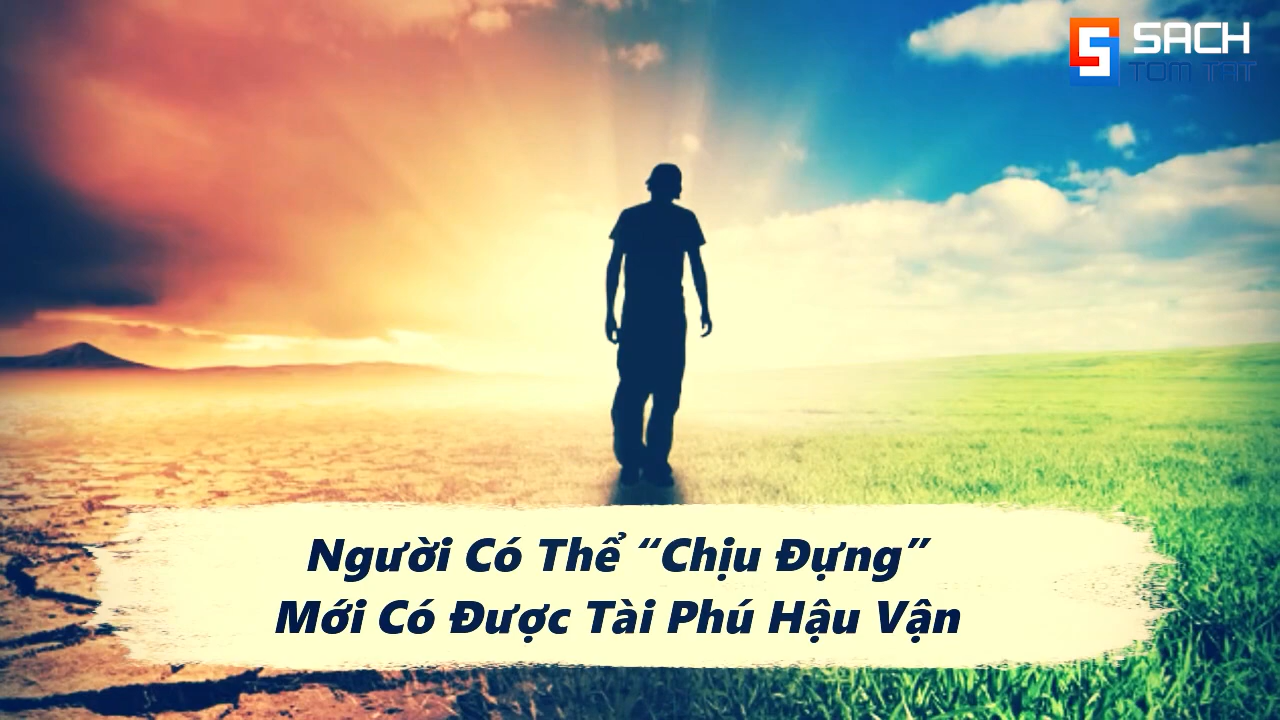 SACH
TOM TAT
Người Có Thể “Chịu Đựng”
Mới Có Được Tài Phú Hậu Vận